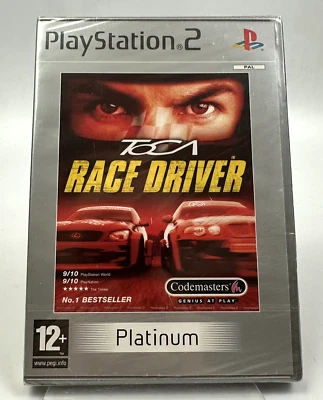 PlayStation®2
PAL
TOCA
RACE DRIVER
9/10 PlayStation World
9/10 PlayStation
★★★★★ The Times
No.1 BESTSELLER
Codemasters
GENIUS AT PLAY
12+
www.pegi.info
Platinum